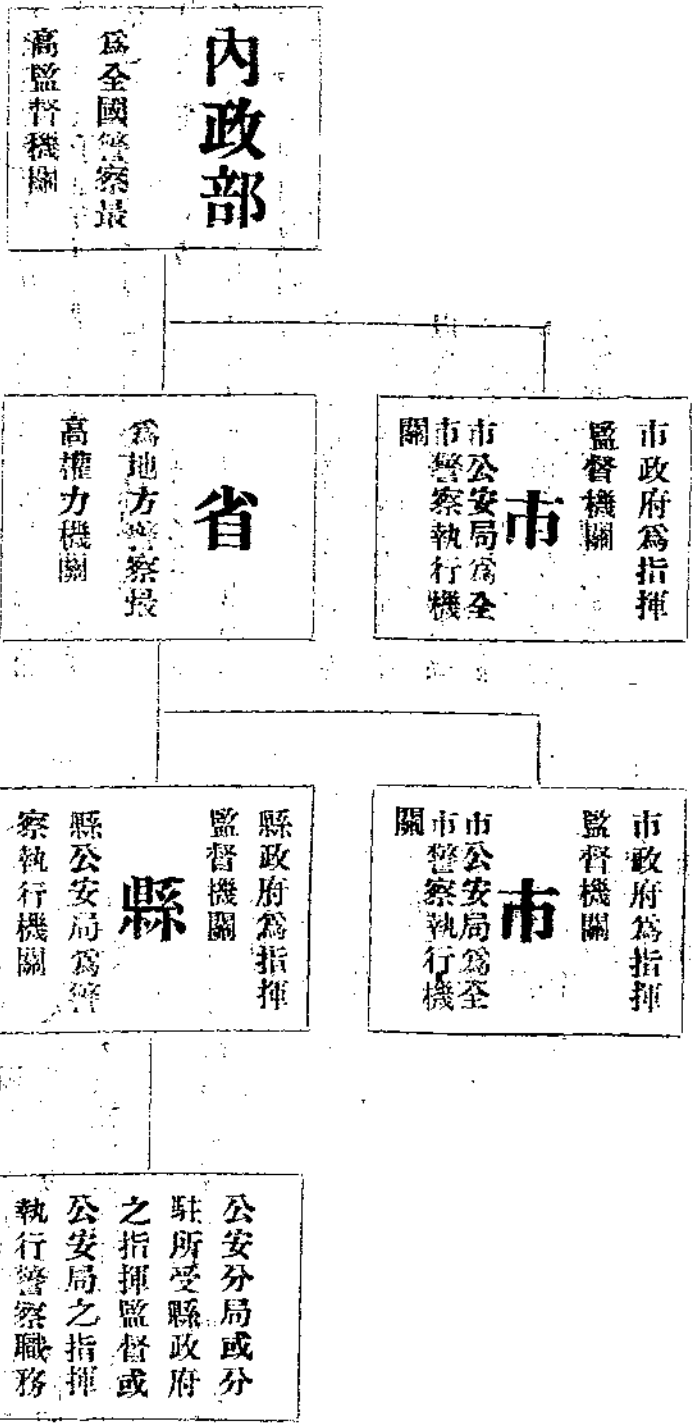 內政部
爲全國警察最
高監督機關
市政府爲指揮
監督機關
市
市公安局爲全
市警察執行機
關
省
爲地方警察最
高權力機關
市政府爲指揮
監督機關
市
市公安局爲全
市警察執行機
關
縣政府爲指揮
監督機關
縣
縣公安局爲警
察執行機關
公安分局或分
駐所受縣政府
之指揮監督或
公安局之指揮
執行警察職務